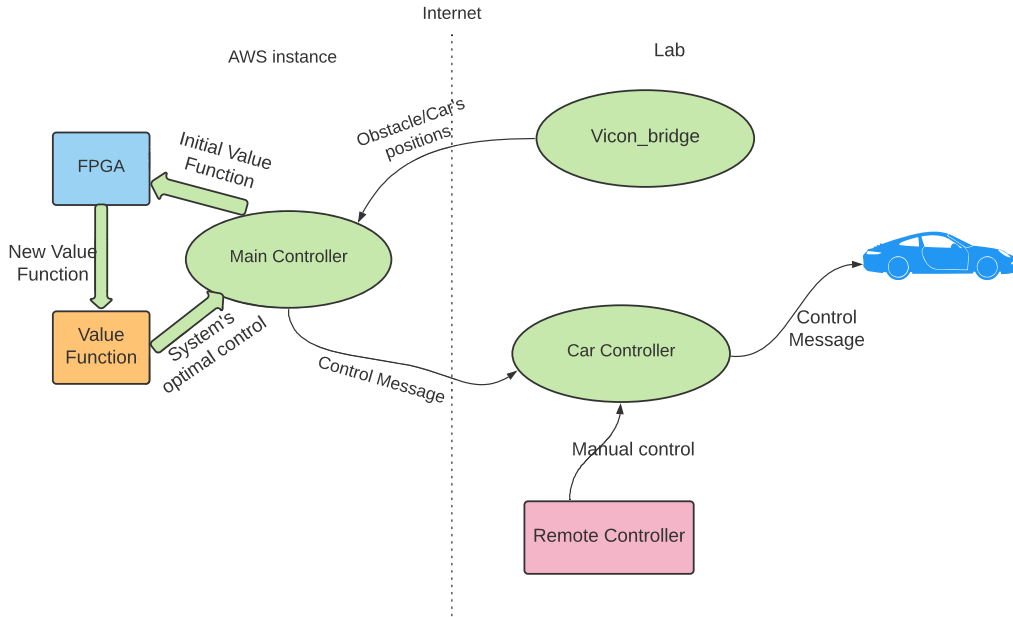 Internet
AWS instance
Lab
Obstacle/Car's
positions
Vicon_bridge
Initial Value
Function
FPGA
Main Controller
New Value
Function
Value
Function
System's
optimal control
Control Message
Car Controller
Control
Message
Manual control
Remote Controller